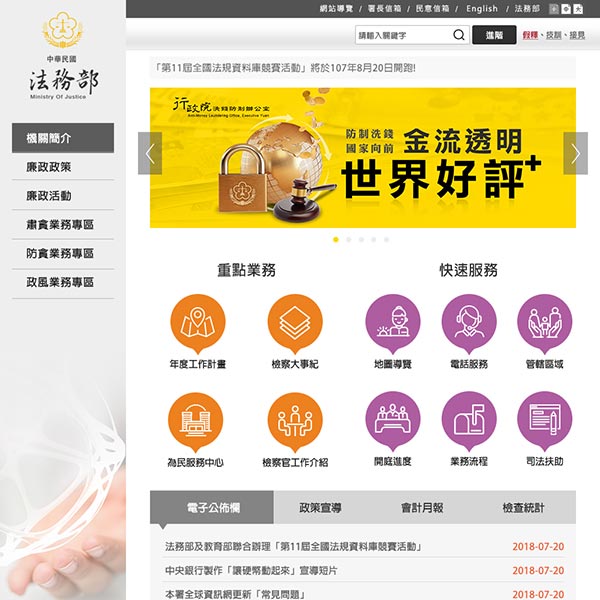 網站導覽 / 署長信箱 / 民意信箱 / English / 法務部 小 中 大
請輸入關鍵字 進階 假釋、技訓、接見
中華民國
法務部
Ministry Of Justice
機關簡介
廉政政策
廉政活動
肅貪業務專區
防貪業務專區
政風業務專區
「第11屆全國法規資料庫競賽活動」將於107年8月20日開跑!
行政院洗錢防制辦公室
Anti-Money Laundering Office, Executive Yuan
防制洗錢
國家向前
金流透明
世界好評+
重點業務
快速服務
年度工作計畫 檢察大事紀 地圖導覽 電話服務 管轄區域
為民服務中心 檢察官工作介紹 開庭進度 業務流程 司法扶助
電子公佈欄 政策宣導 會計月報 檢查統計
法務部及教育部聯合辦理「第11屆全國法規資料庫競賽活動」 2018-07-20
中央銀行製作「讓硬幣動起來」宣導短片 2018-07-20
本署全球資訊網更新「常見問題」 2018-07-20